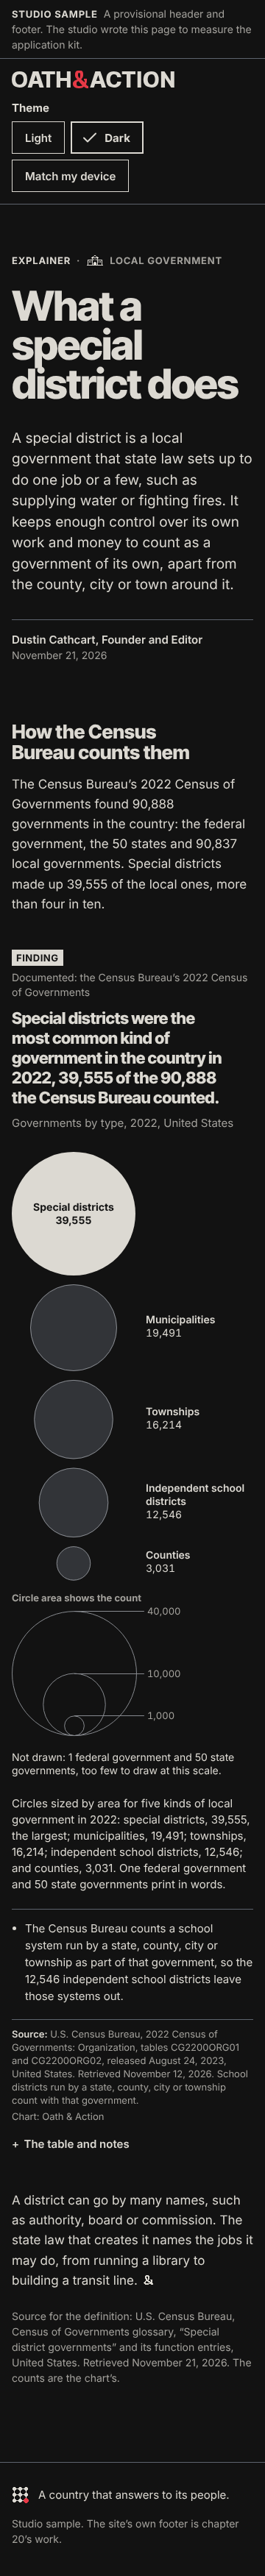 STUDIO SAMPLE A provisional header and
footer. The studio wrote this page to measure the
application kit.
OATH&ACTION
Theme
Light
Dark
Match my device
EXPLAINER · LOCAL GOVERNMENT
What a
special
district does
A special district is a local
government that state law sets up to
do one job or a few, such as
supplying water or fighting fires. It
keeps enough control over its own
work and money to count as a
government of its own, apart from
the county, city or town around it.
Dustin Cathcart, Founder and Editor
November 21, 2026
How the Census
Bureau counts them
The Census Bureau’s 2022 Census of
Governments found 90,888
governments in the country: the federal
government, the 50 states and 90,837
local governments. Special districts
made up 39,555 of the local ones, more
than four in ten.
FINDING
Documented: the Census Bureau’s 2022 Census
of Governments
Special districts were the
most common kind of
government in the country in
2022, 39,555 of the 90,888
the Census Bureau counted.
Governments by type, 2022, United States
Special districts
39,555
Municipalities
19,491
Townships
16,214
Independent school
districts
12,546
Counties
3,031
Circle area shows the count
40,000
10,000
1,000
Not drawn: 1 federal government and 50 state
governments, too few to draw at this scale.
Circles sized by area for five kinds of local
government in 2022: special districts, 39,555,
the largest; municipalities, 19,491; townships,
16,214; independent school districts, 12,546;
and counties, 3,031. One federal government
and 50 state governments print in words.
• The Census Bureau counts a school
system run by a state, county, city or
township as part of that government, so the
12,546 independent school districts leave
those systems out.
Source: U.S. Census Bureau, 2022 Census of
Governments: Organization, tables CG2200ORG01
and CG2200ORG02, released August 24, 2023,
United States. Retrieved November 12, 2026. School
districts run by a state, county, city or township
count with that government.
Chart: Oath & Action
+ The table and notes
A district can go by many names, such
as authority, board or commission. The
state law that creates it names the jobs it
may do, from running a library to
building a transit line. &
Source for the definition: U.S. Census Bureau,
Census of Governments glossary, “Special
district governments” and its function entries,
United States. Retrieved November 21, 2026. The
counts are the chart’s.
A country that answers to its people.
Studio sample. The site’s own footer is chapter
20’s work.